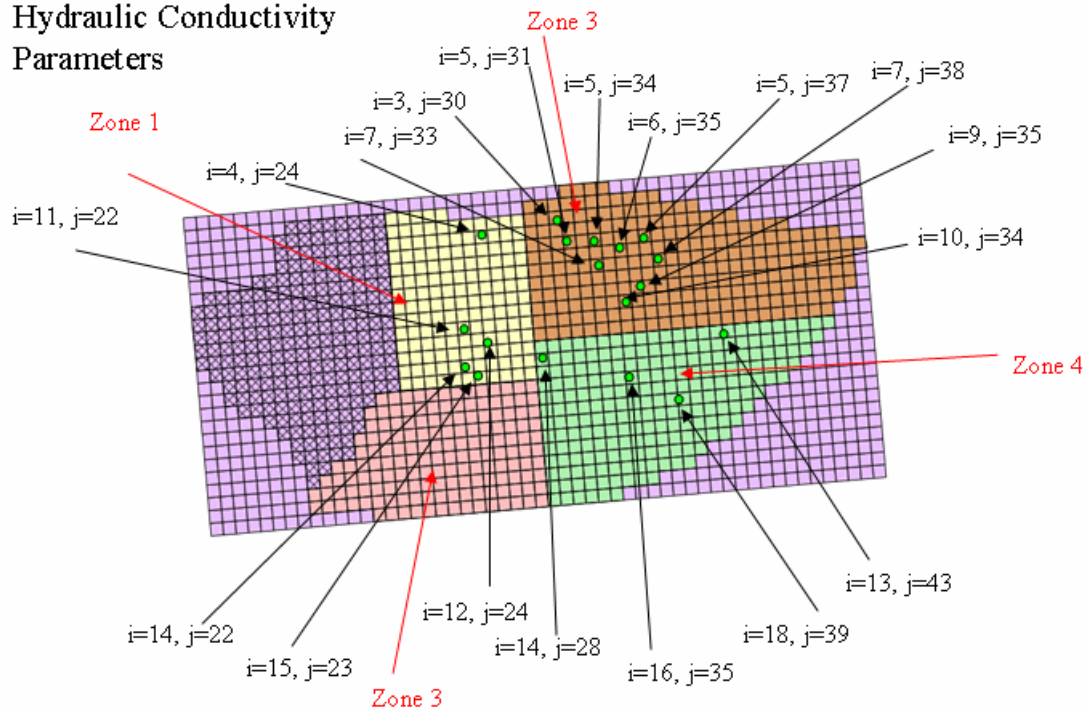 Hydraulic Conductivity
Parameters
Zone 3
i=5, j=31
i=5, j=34
i=5, j=37
i=7, j=38
i=3, j=30
Zone 1
i=6, j=35
i=7, j=33
i=9, j=35
i=4, j=24
i=11, j=22
i=10, j=34
Zone 4
i=13, j=43
i=12, j=24
i=14, j=22
i=18, j=39
i=14, j=28
i=15, j=23
i=16, j=35
Zone 3